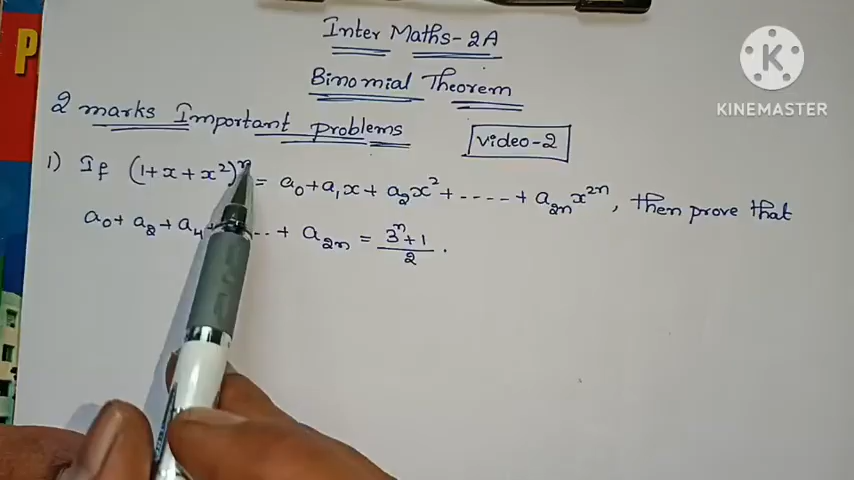 P
Inter Maths-2A
Binomial Theorem
K
KINEMASTER
2 marks Important problems
video-2
1) If (1+x+x²)ⁿ = a₀+a₁x+a₂x²+----+a₂ₙx²ⁿ, then prove that
a₀+a₂+a₄+...+a₂ₙ = (3ⁿ+1)/2.